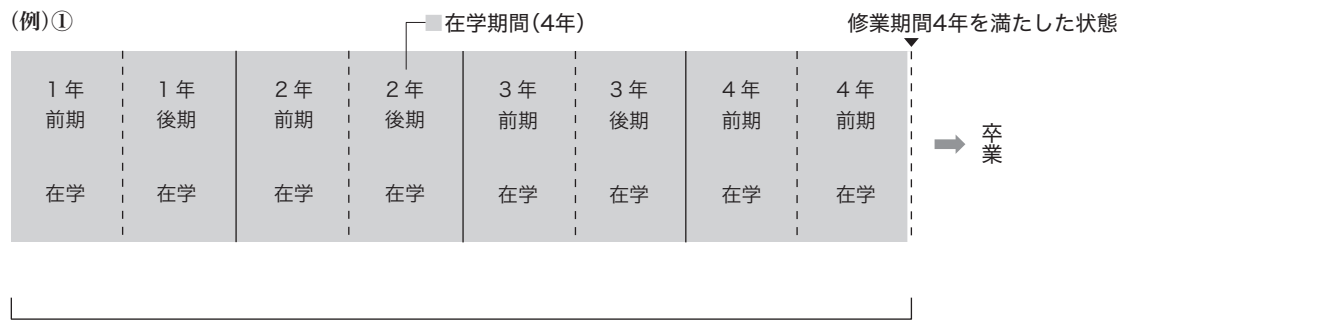 (例)①
在学期間(4年)
修業期間4年を満たした状態
1年 1年 2年 2年 3年 3年 4年 4年
前期 後期 前期 後期 前期 後期 前期 前期
在学 在学 在学 在学 在学 在学 在学 在学
卒業